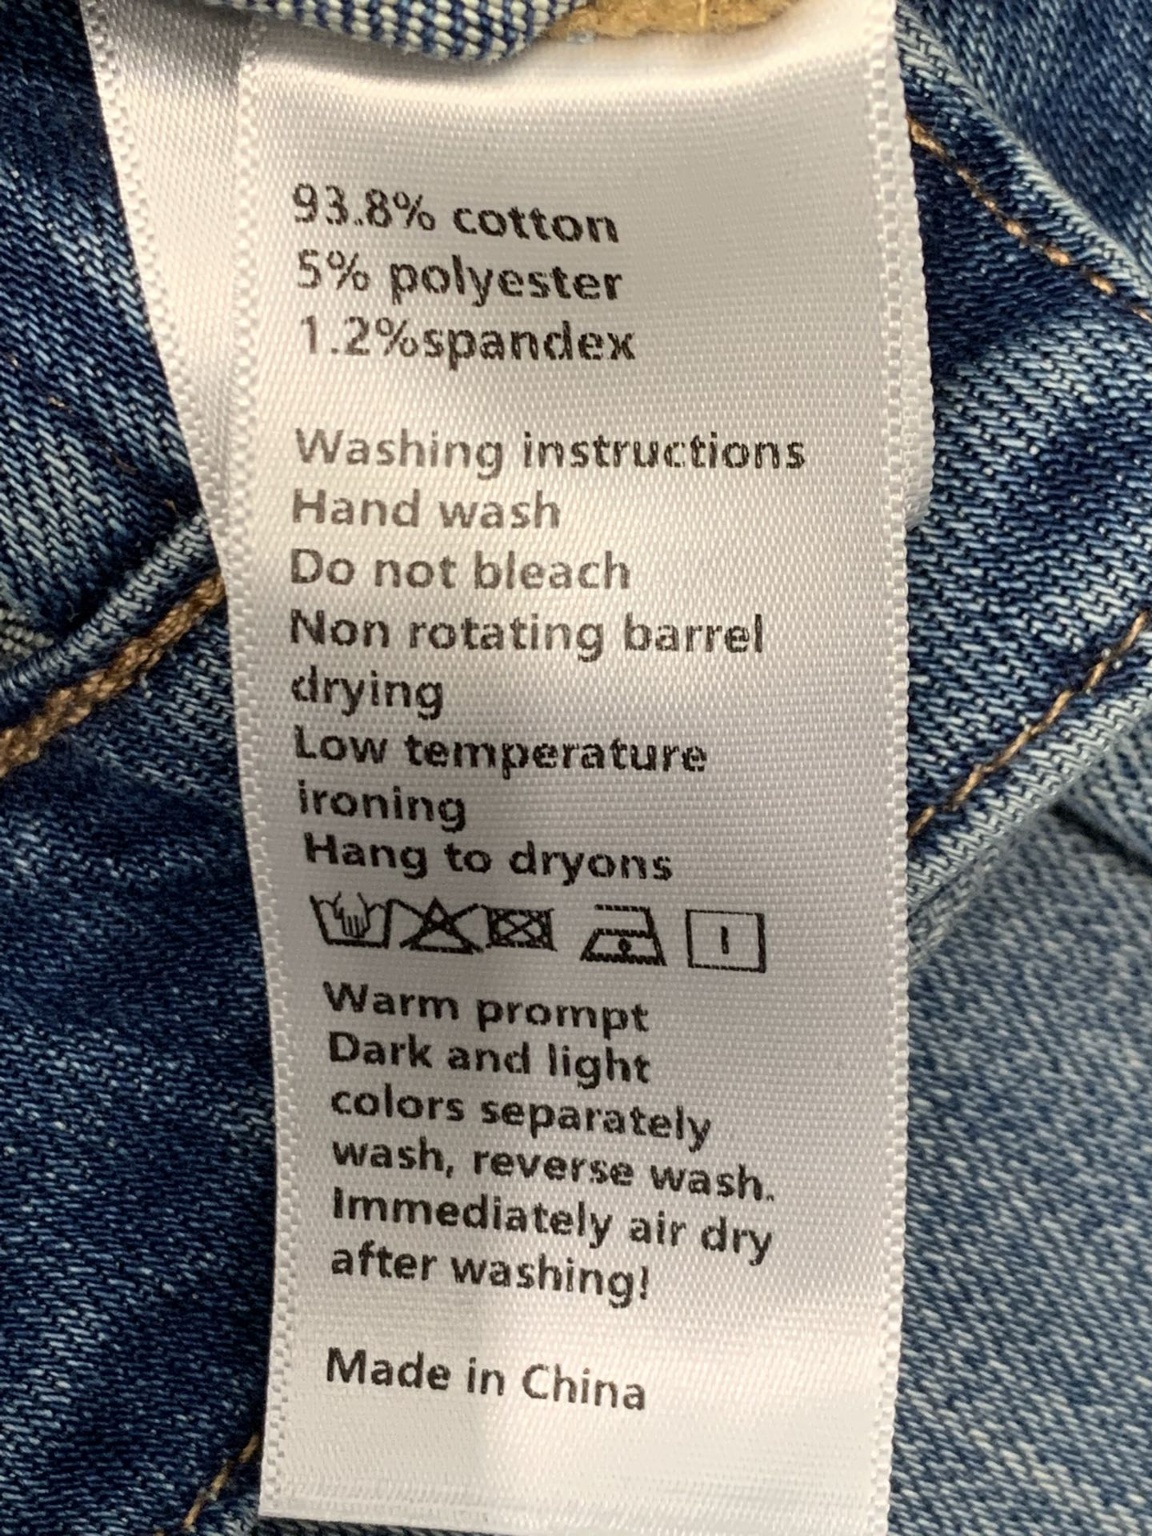 93.8% cotton
5% polyester
1.2%spandex
Washing instructions
Hand wash
Do not bleach
Non rotating barrel
drying
Low temperature
ironing
Hang to dryons
Warm prompt
Dark and light
colors separately
wash, reverse wash.
Immediately air dry
after washing!
Made in China